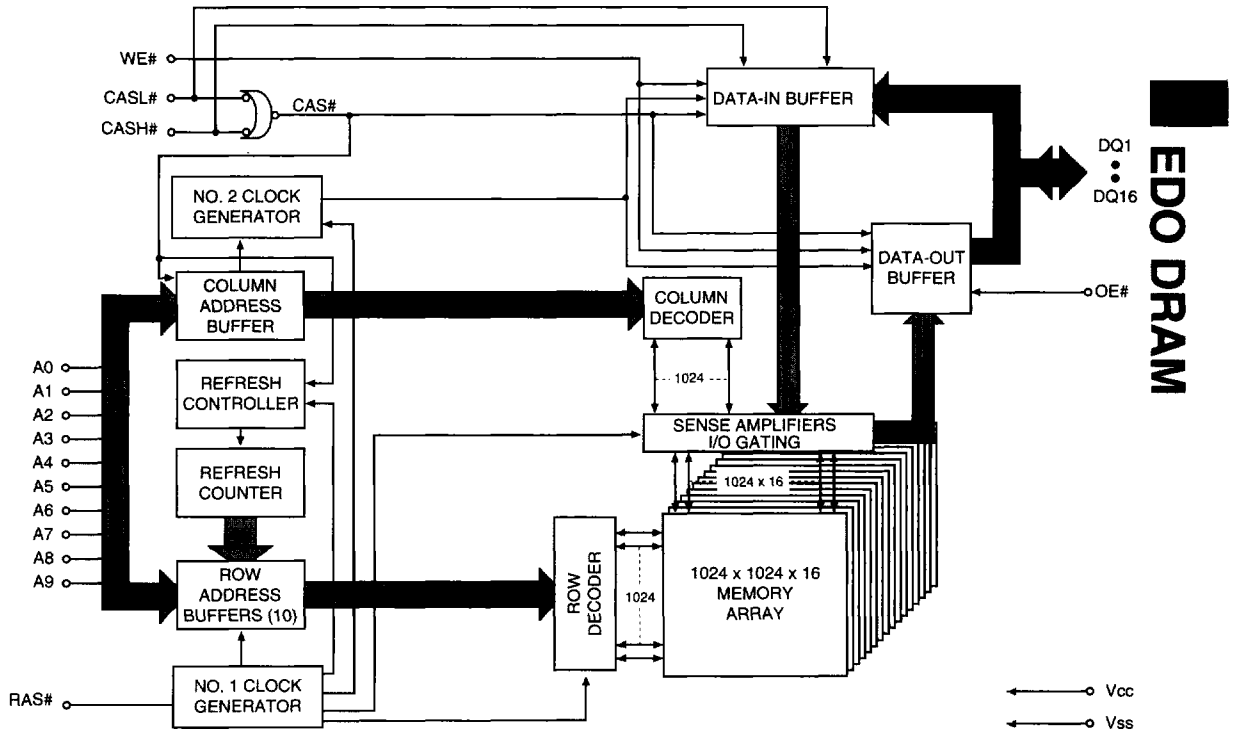 WE#
CASL#
CASH#
CAS#
DATA-IN BUFFER
DQ1
DQ16
EDO DRAM
NO. 2 CLOCK
GENERATOR
DATA-OUT
BUFFER
OE#
COLUMN
ADDRESS
BUFFER
COLUMN
DECODER
1024
A0
A1
A2
A3
A4
A5
A6
A7
A8
A9
REFRESH
CONTROLLER
REFRESH
COUNTER
SENSE AMPLIFIERS
I/O GATING
1024 x 16
ROW
ADDRESS
BUFFERS (10)
ROW
DECODER
1024
1024 x 1024 x 16
MEMORY
ARRAY
RAS#
NO. 1 CLOCK
GENERATOR
Vcc
Vss